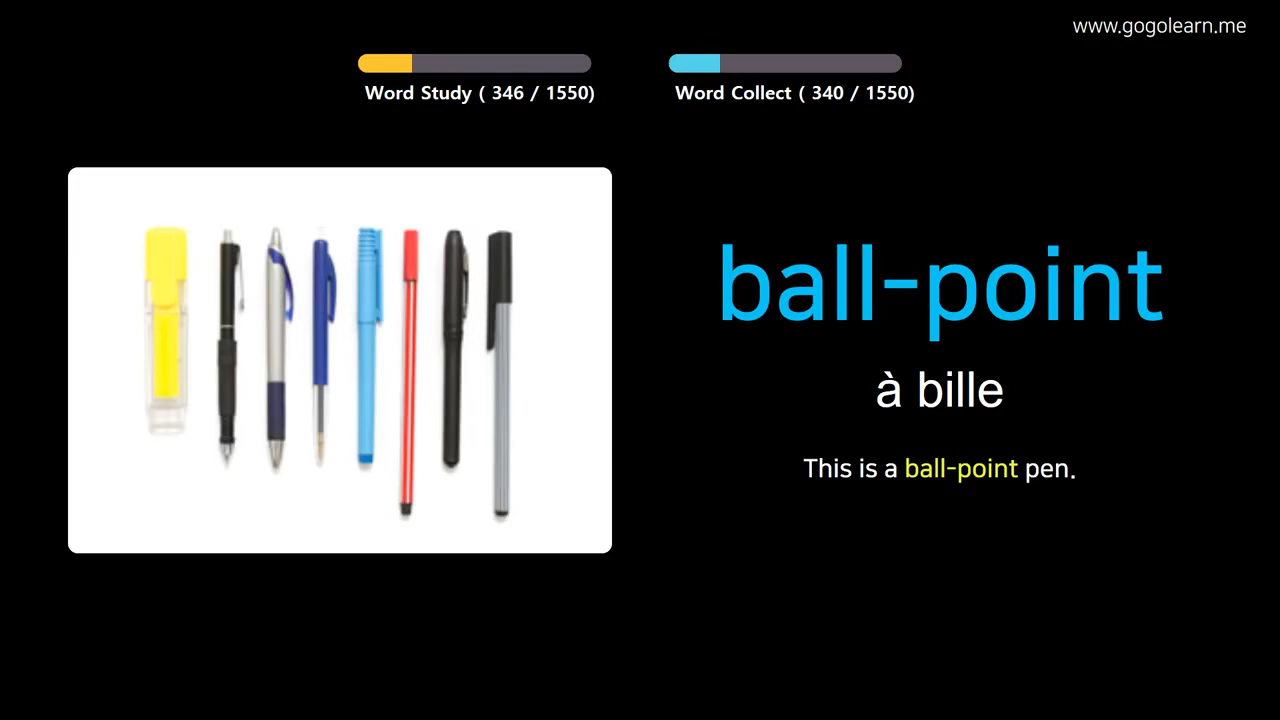 www.gogolearn.me
Word Study ( 346 / 1550)
Word Collect ( 340 / 1550)
ball-point
à bille
This is a ball-point pen.